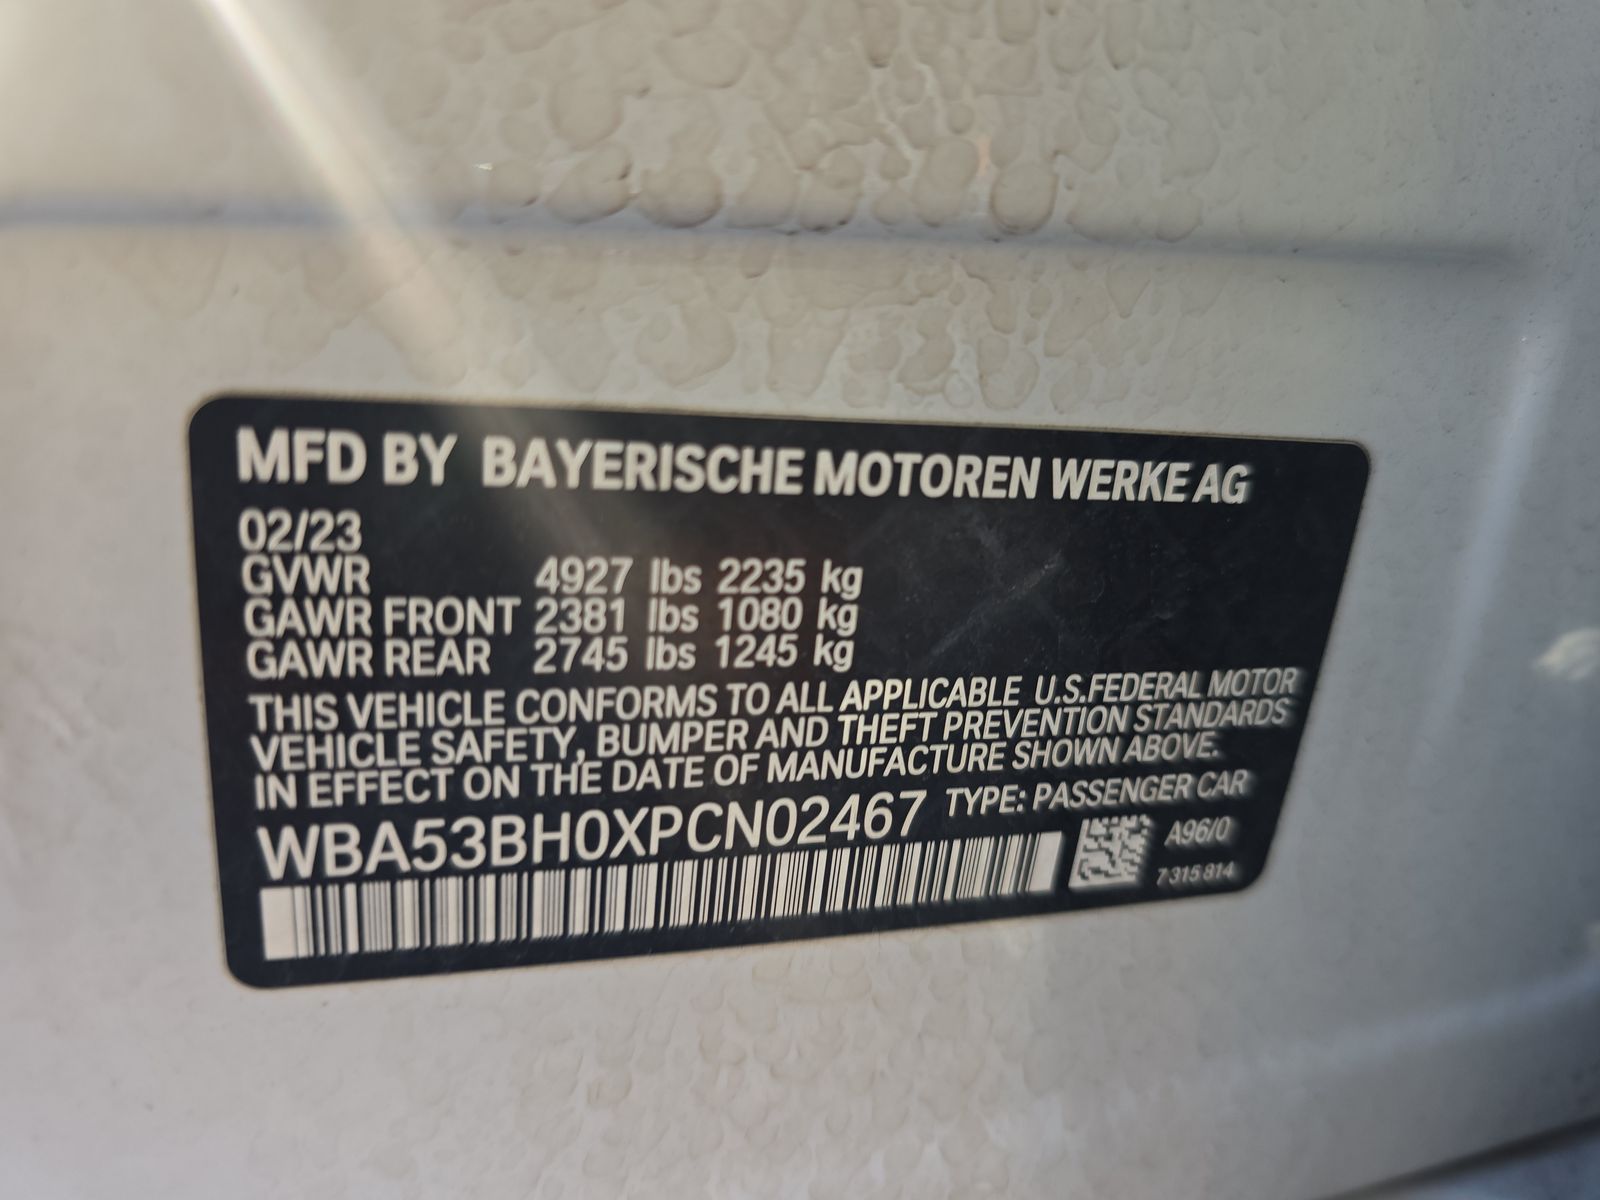 MFD BY BAYERISCHE MOTOREN WERKE AG
02/23
GVWR 4927 lbs 2235 kg
GAWR FRONT 2381 lbs 1080 kg
GAWR REAR 2745 lbs 1245 kg
THIS VEHICLE CONFORMS TO ALL APPLICABLE U.S.FEDERAL MOTOR
VEHICLE SAFETY, BUMPER AND THEFT PREVENTION STANDARDS
IN EFFECT ON THE DATE OF MANUFACTURE SHOWN ABOVE.
WBA53BH0XPCN02467 TYPE: PASSENGER CAR
A96/0
7 315 814